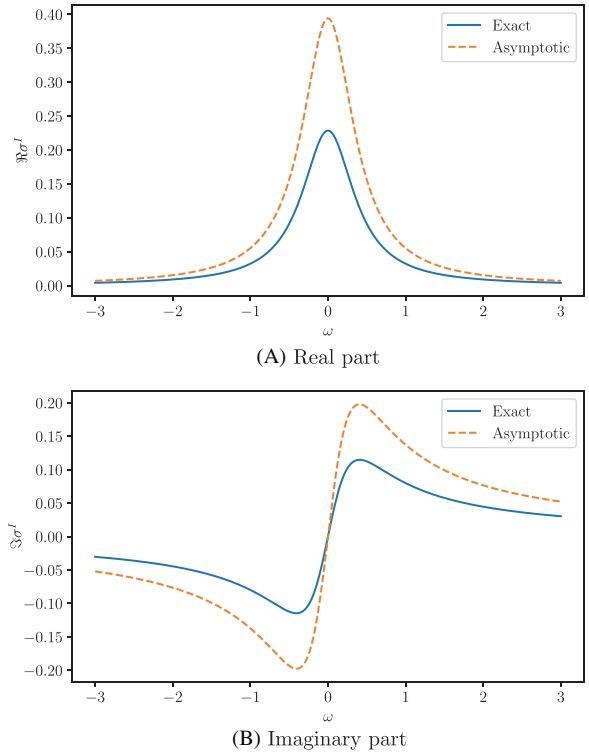 0.40
0.35
0.30
0.25
0.20
0.15
0.10
0.05
0.00
ℜσᴵ
Exact
Asymptotic
−3 −2 −1 0 1 2 3
ω
(A) Real part
0.20
0.15
0.10
0.05
0.00
−0.05
−0.10
−0.15
−0.20
ℑσᴵ
Exact
Asymptotic
−3 −2 −1 0 1 2 3
ω
(B) Imaginary part